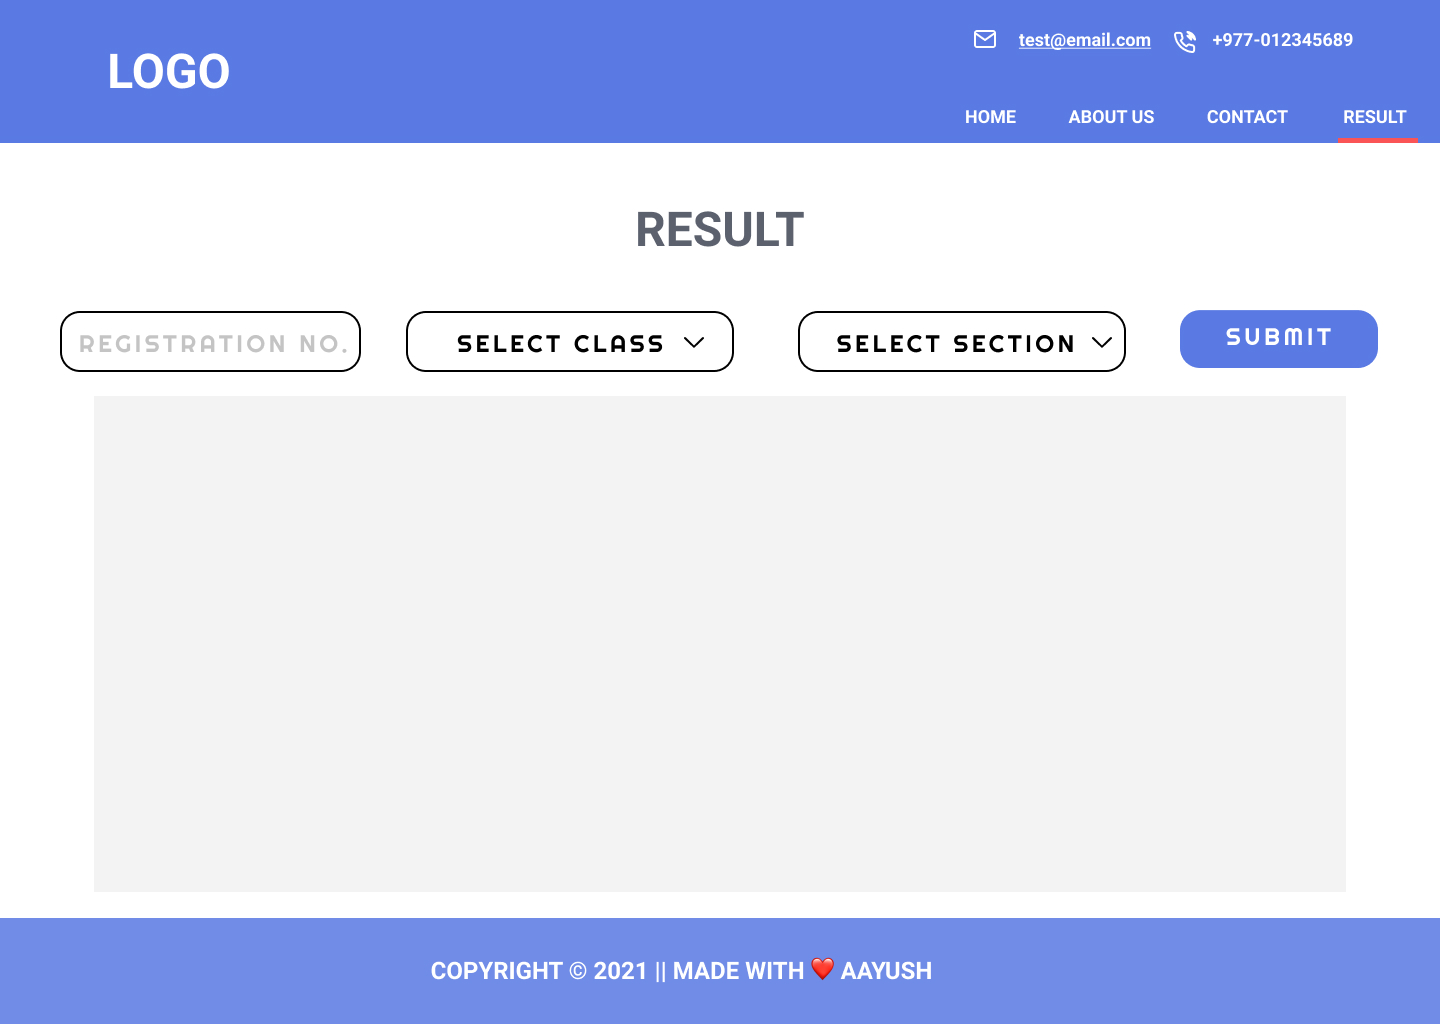 LOGO
test@email.com +977-012345689
HOME ABOUT US CONTACT RESULT
RESULT
REGISTRATION NO. SELECT CLASS SELECT SECTION SUBMIT
COPYRIGHT © 2021 || MADE WITH ❤️ AAYUSH